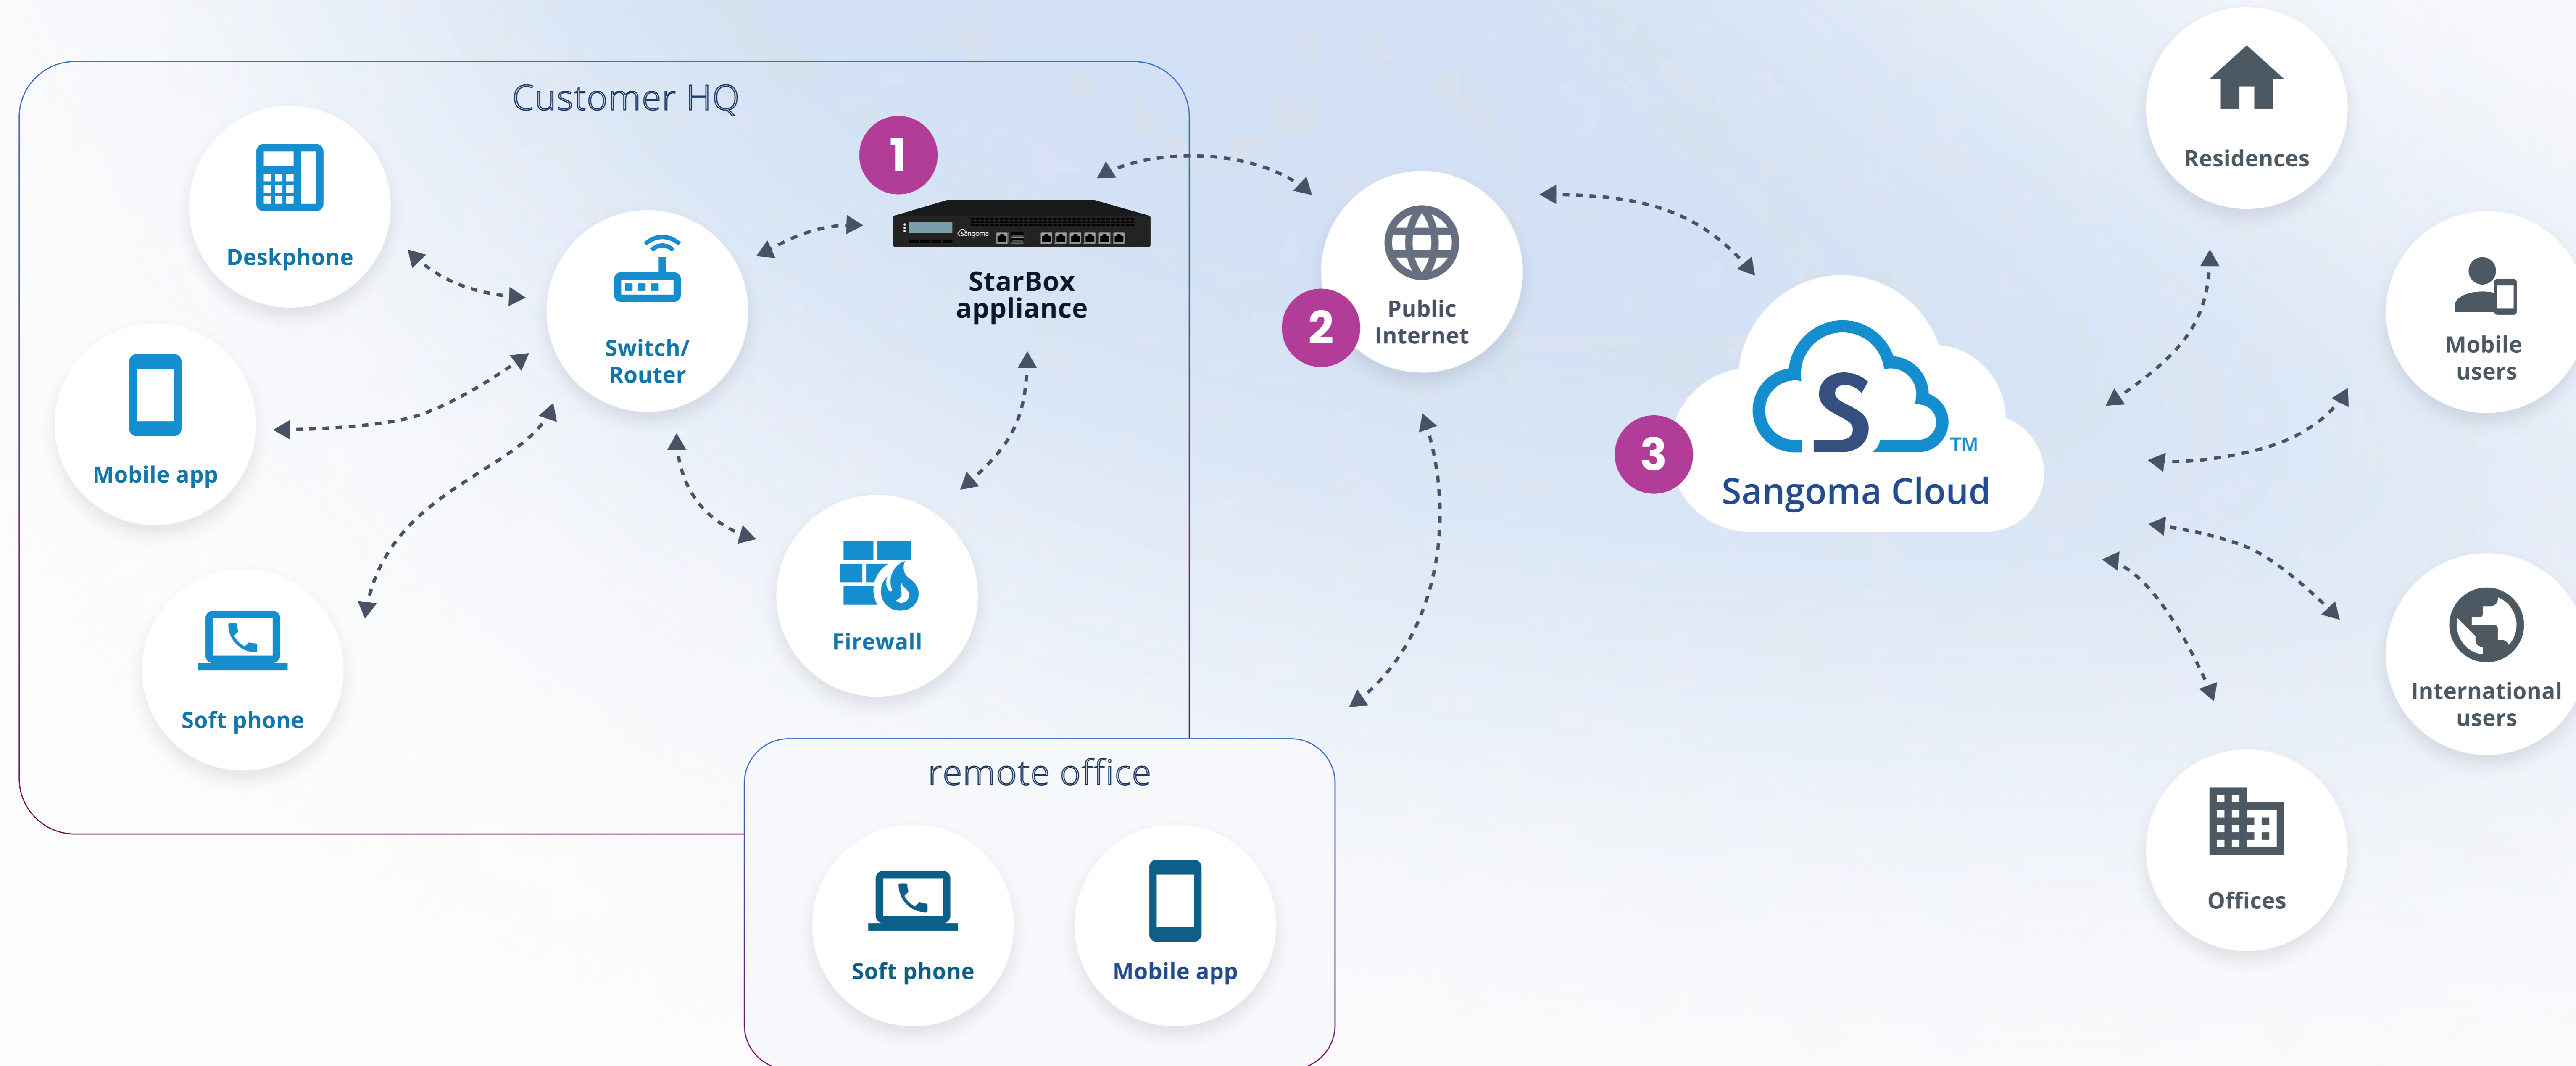 Customer HQ
Deskphone
Mobile app
Soft phone
Switch/
Router
Firewall
1
Sangoma
StarBox
appliance
remote office
Soft phone
Mobile app
2
Public
Internet
3
S
TM
Sangoma Cloud
Residences
Mobile
users
International
users
Offices